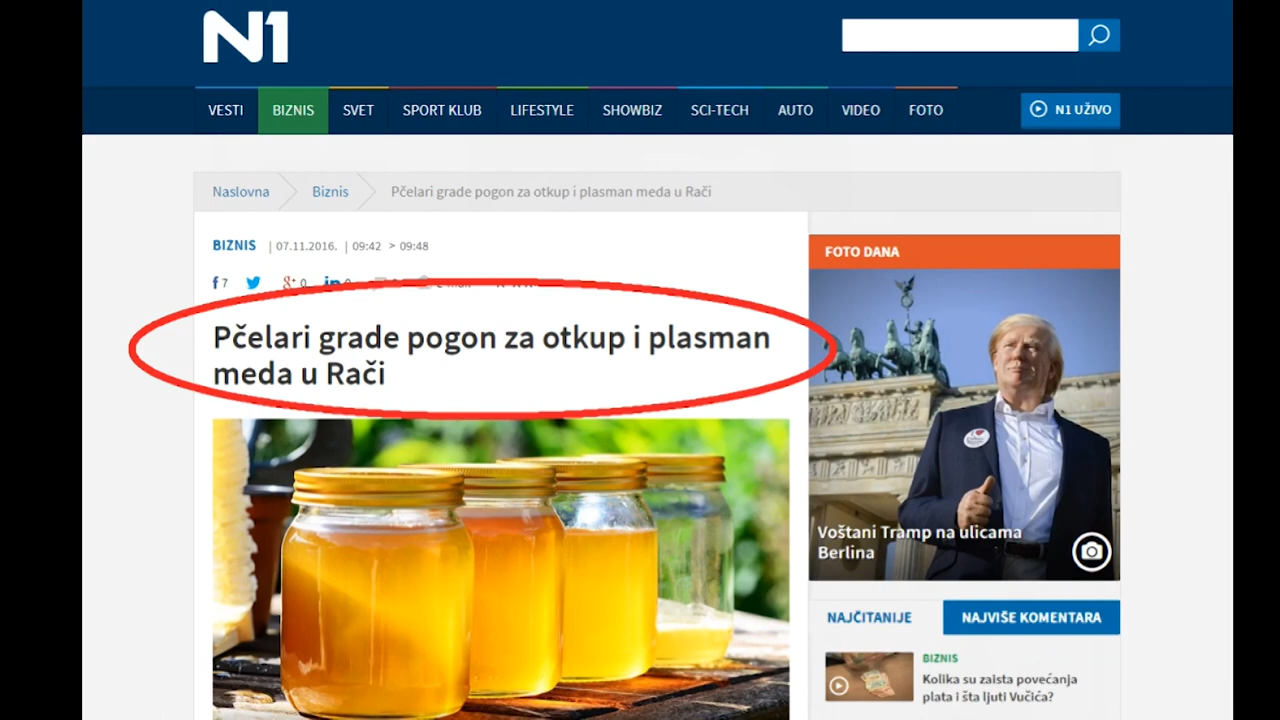 N1
VESTI BIZNIS SVET SPORT KLUB LIFESTYLE SHOWBIZ SCI-TECH AUTO VIDEO FOTO N1 UŽIVO
Naslovna Biznis Pčelari grade pogon za otkup i plasman meda u Rači
BIZNIS | 07.11.2016. | 09:42 > 09:48
f 7 g+ 0 in
Pčelari grade pogon za otkup i plasman
meda u Rači
FOTO DANA
Voštani Tramp na ulicama
Berlina
NAJČITANIJE NAJVIŠE KOMENTARA
BIZNIS
Kolika su zaista povećanja
plata i šta ljuti Vučića?